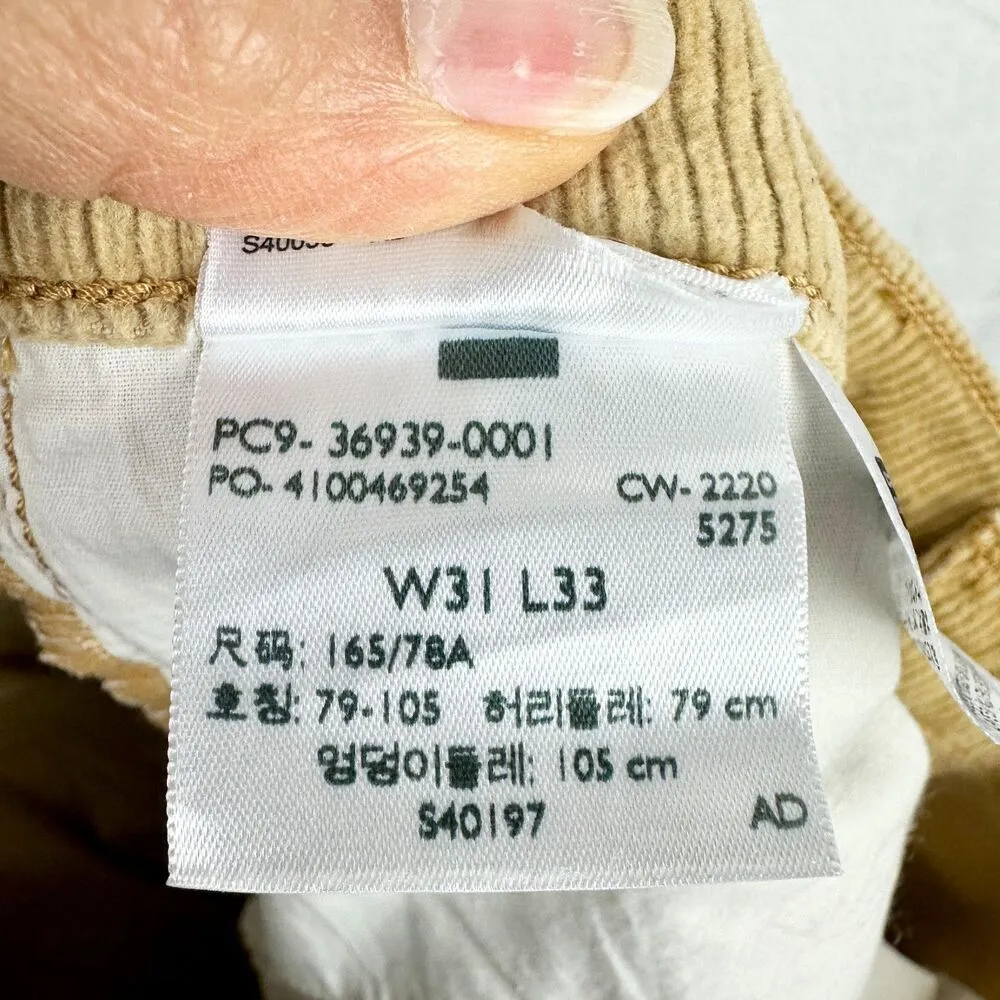 PC9- 36939-0001
PO- 4100469254 CW- 2220
5275
W31 L33
尺码: 165/78A
호칭: 79-105 허리둘레: 79 cm
엉덩이둘레: 105 cm
S40197 AD